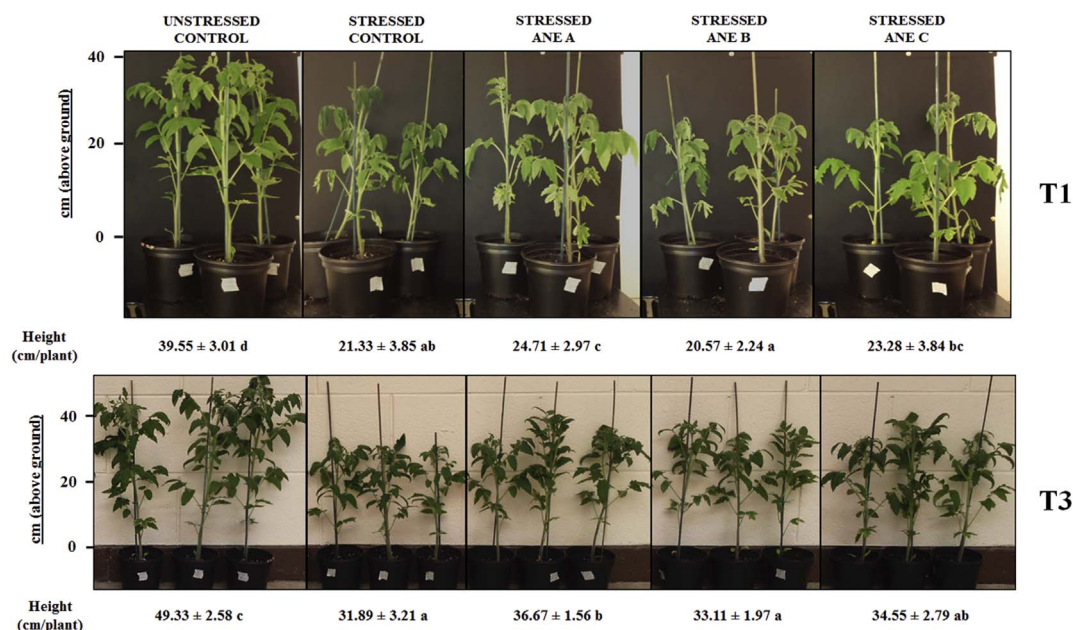 UNSTRESSED CONTROL
STRESSED CONTROL
STRESSED ANE A
STRESSED ANE B
STRESSED ANE C
cm (above ground)
40
20
0
T1
Height (cm/plant)
39.55 ± 3.01 d
21.33 ± 3.85 ab
24.71 ± 2.97 c
20.57 ± 2.24 a
23.28 ± 3.84 bc
cm (above ground)
40
20
0
T3
Height (cm/plant)
49.33 ± 2.58 c
31.89 ± 3.21 a
36.67 ± 1.56 b
33.11 ± 1.97 a
34.55 ± 2.79 ab